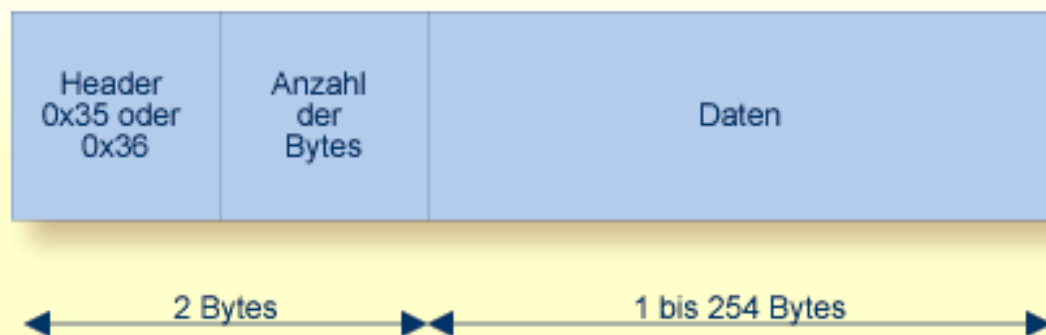 Header
0x35 oder
0x36
Anzahl
der
Bytes
Daten
2 Bytes
1 bis 254 Bytes